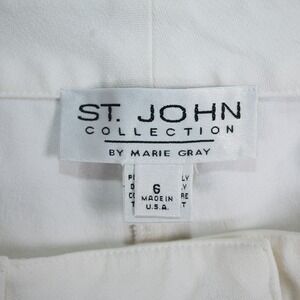 ST. JOHN
COLLECTION
BY MARIE GRAY
6
MADE IN
U.S.A.